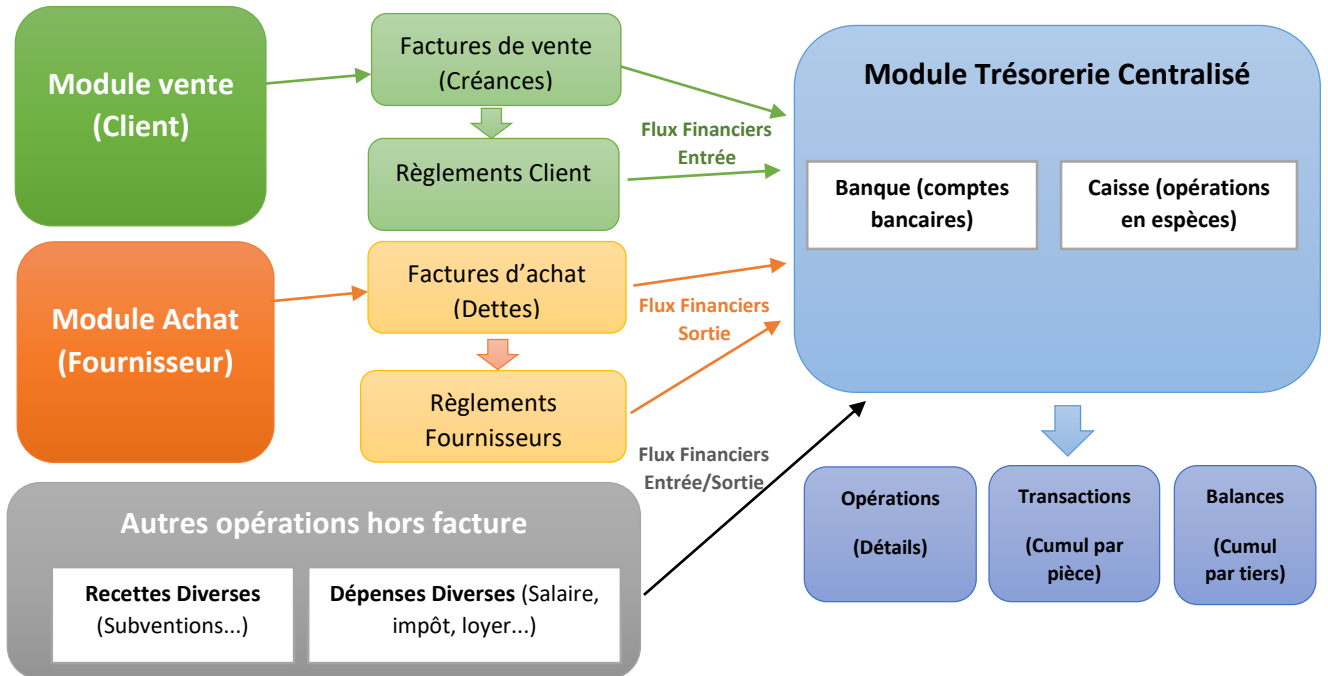 Module vente
(Client)
Factures de vente
(Créances)
Règlements Client
Flux Financiers
Entrée
Module Achat
(Fournisseur)
Factures d’achat
(Dettes)
Règlements
Fournisseurs
Flux Financiers
Sortie
Flux Financiers
Entrée/Sortie
Autres opérations hors facture
Recettes Diverses
(Subventions...)
Dépenses Diverses (Salaire,
impôt, loyer...)
Module Trésorerie Centralisé
Banque (comptes
bancaires)
Caisse (opérations
en espèces)
Opérations
(Détails)
Transactions
(Cumul par
pièce)
Balances
(Cumul
par tiers)